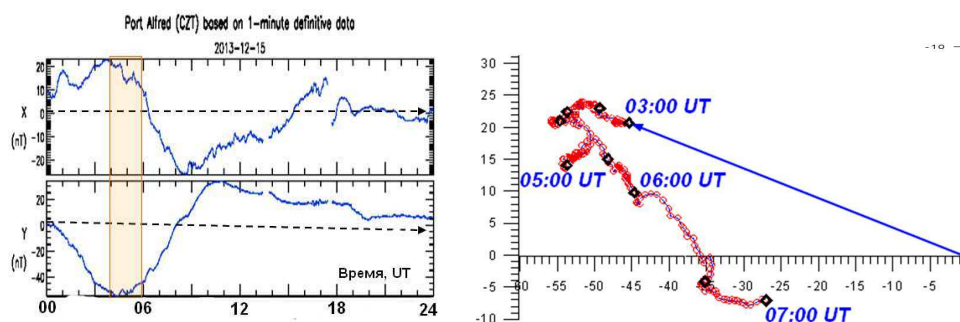 Port Alfred (CZT) based on 1-minute definitive data
2013-12-15
20
10
X
0
(nT)
-10
-20
20
0
Y
-20
(nT)
-40
Время, UT
00 06 12 18 24
-10
30
25
20
15
10
5
0
-5
-10
-60 -55 -50 -45 -40 -35 -30 -25 -20 -15 -10 -5
03:00 UT
05:00 UT
06:00 UT
07:00 UT